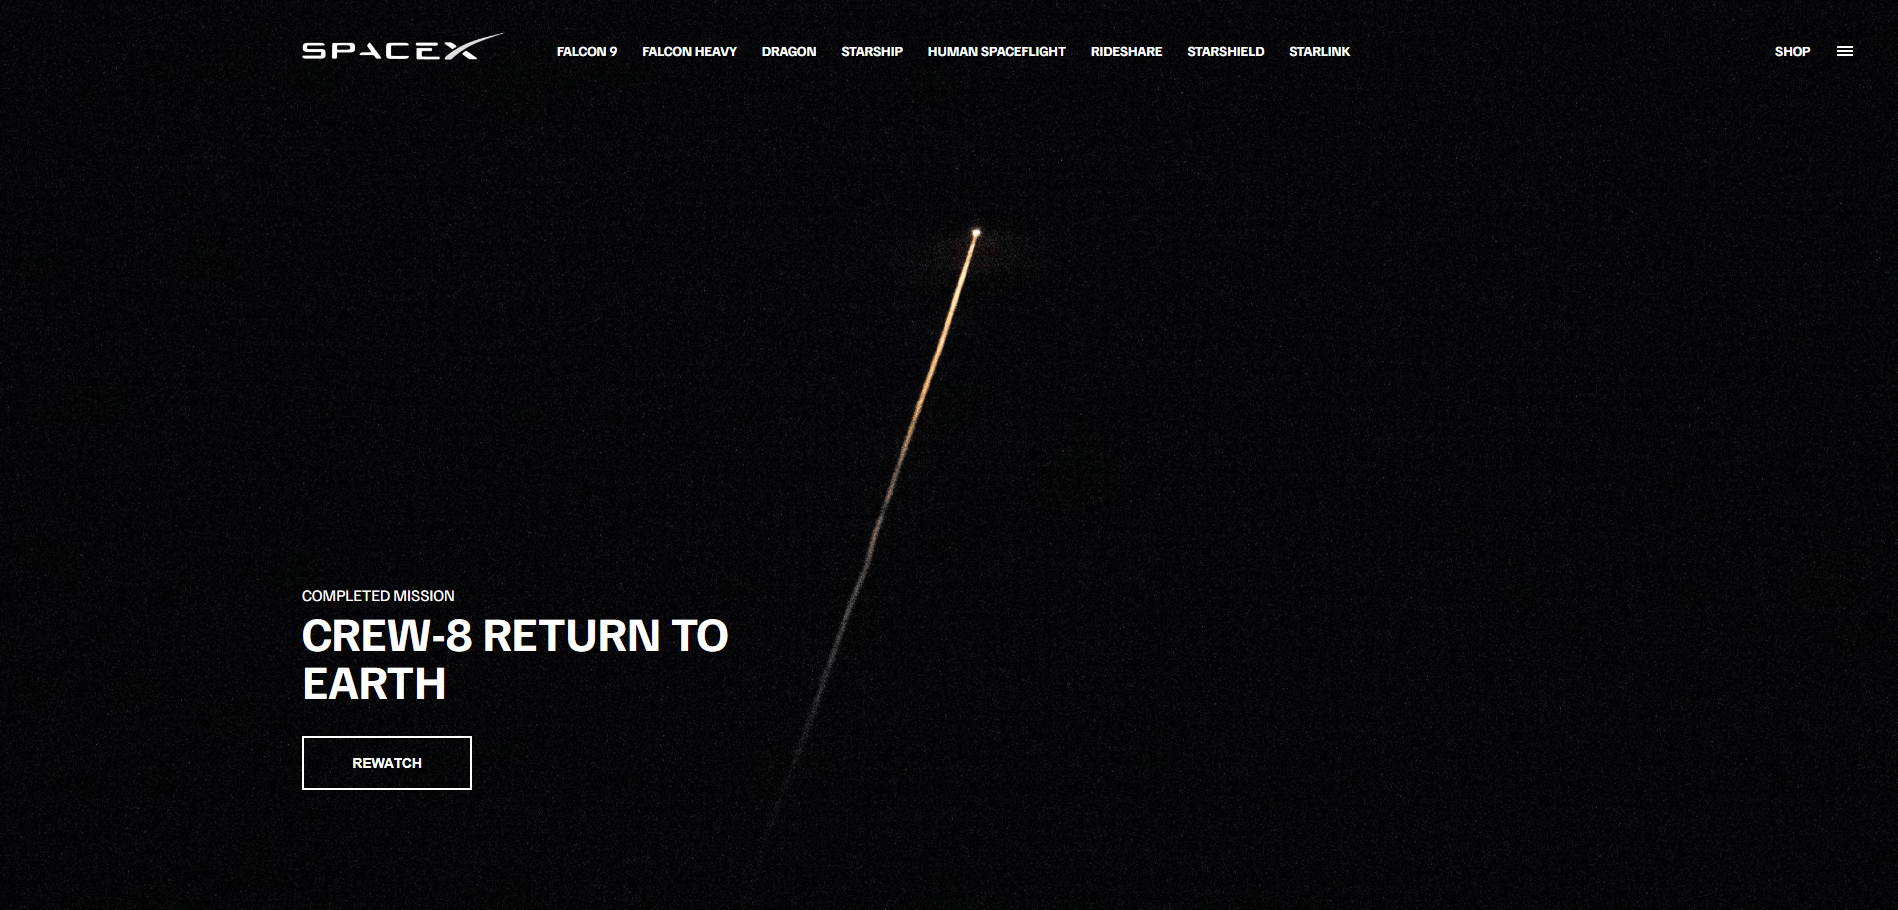 SPACEX
FALCON 9
FALCON HEAVY
DRAGON
STARSHIP
HUMAN SPACEFLIGHT
RIDESHARE
STARSHIELD
STARLINK
SHOP
COMPLETED MISSION
CREW-8 RETURN TO
EARTH
REWATCH